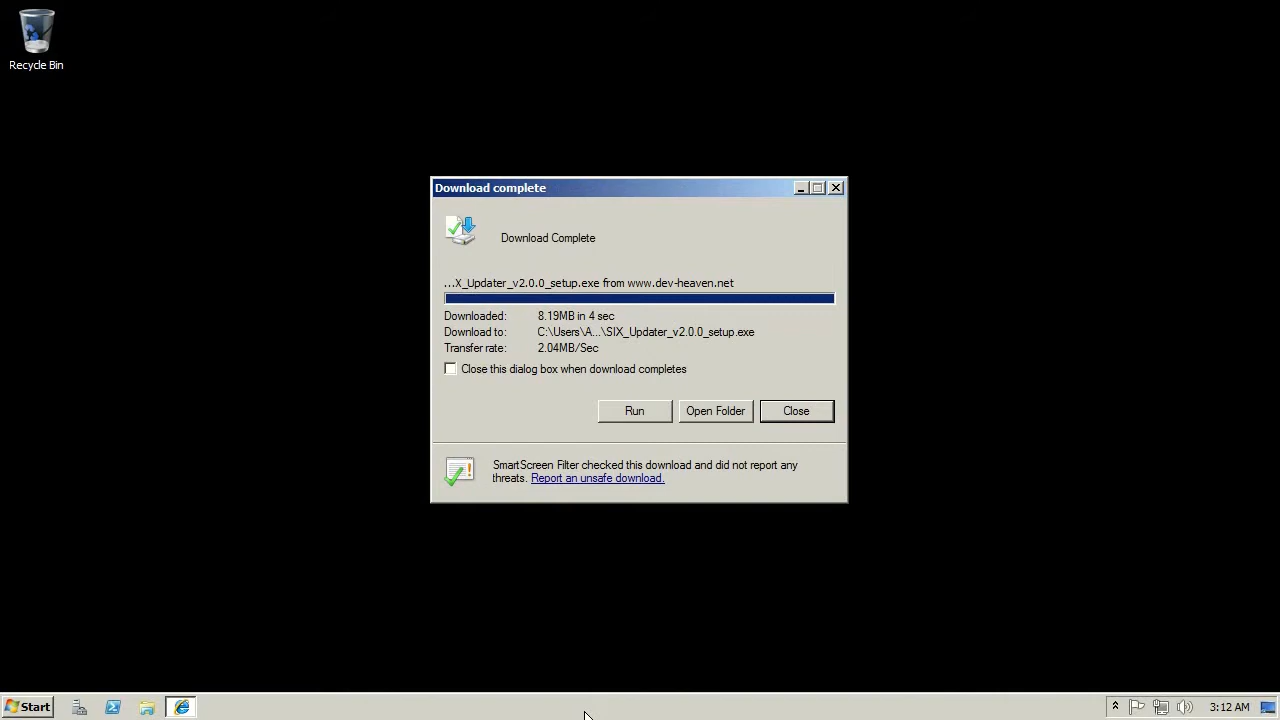 Recycle Bin
Download complete
Download Complete
...X_Updater_v2.0.0_setup.exe from www.dev-heaven.net
Downloaded: 8.19MB in 4 sec
Download to: C:\Users\A...\SIX_Updater_v2.0.0_setup.exe
Transfer rate: 2.04MB/Sec
Close this dialog box when download completes
Run Open Folder Close
SmartScreen Filter checked this download and did not report any
threats. Report an unsafe download.
Start 3:12 AM